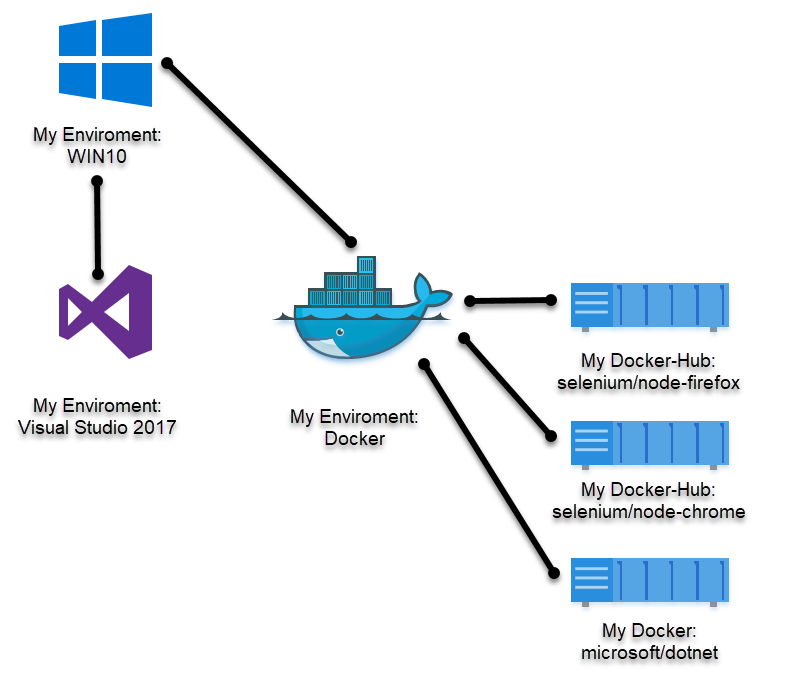 My Enviroment:
WIN10
My Enviroment:
Visual Studio 2017
My Enviroment:
Docker
My Docker-Hub:
selenium/node-firefox
My Docker-Hub:
selenium/node-chrome
My Docker:
microsoft/dotnet